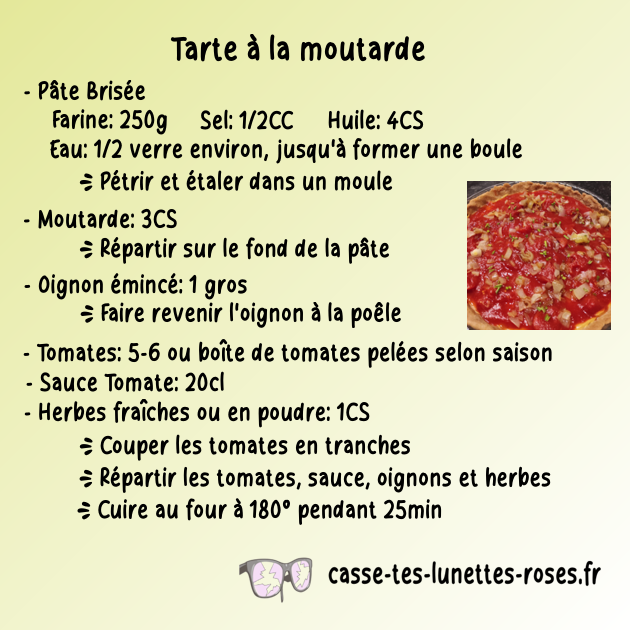 Tarte à la moutarde
- Pâte Brisée
Farine: 250g Sel: 1/2CC Huile: 4CS
Eau: 1/2 verre environ, jusqu'à former une boule
Pétrir et étaler dans un moule
- Moutarde: 3CS
Répartir sur le fond de la pâte
- Oignon émincé: 1 gros
Faire revenir l'oignon à la poêle
- Tomates: 5-6 ou boîte de tomates pelées selon saison
- Sauce Tomate: 20cl
- Herbes fraîches ou en poudre: 1CS
Couper les tomates en tranches
Répartir les tomates, sauce, oignons et herbes
Cuire au four à 180° pendant 25min
casse-tes-lunettes-roses.fr